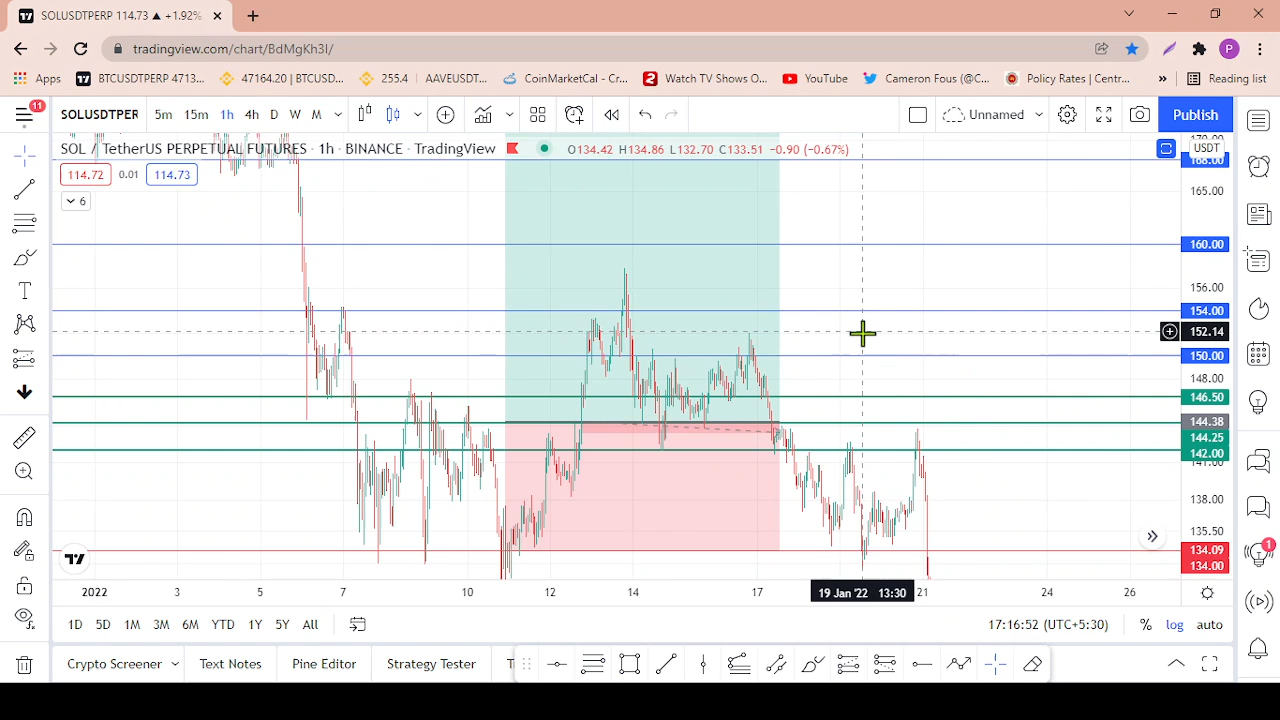 SOLUSDTPERP 114.73 ▲ +1.92%
tradingview.com/chart/BdMgKh3I/
P
Apps BTCUSDTPERP 4713... 47164.20 | BTCUSD... 255.4 | AAVEUSDT... CoinMarketCal - Cr... Watch TV Shows O... YouTube Cameron Fous (@C... Policy Rates | Centr... » Reading list
11 SOLUSDTPER 5m 15m 1h 4h D W M Unnamed Publish
SOL / TetherUS PERPETUAL FUTURES · 1h · BINANCE · TradingView O134.42 H134.86 L132.70 C133.51 −0.90 (−0.67%)
USDT
168.00
114.72 0.01 114.73
6
165.00
160.00
156.00
154.00
152.14
150.00
148.00
146.50
144.38
144.25
142.00
141.00
138.00
135.50
134.09
134.00
1
2022 3 5 7 10 12 14 17 19 Jan '22 13:30 21 24 26
1D 5D 1M 3M 6M YTD 1Y 5Y All 17:16:52 (UTC+5:30) % log auto
Crypto Screener Text Notes Pine Editor Strategy Tester